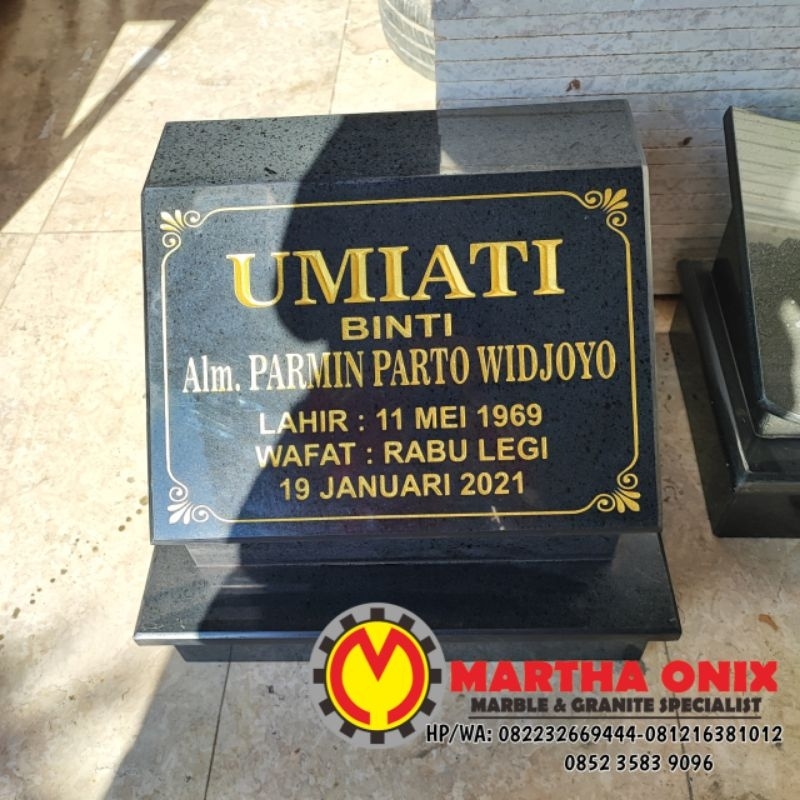 UMIATI
BINTI
Alm. PARMIN PARTO WIDJOYO
LAHIR : 11 MEI 1969
WAFAT : RABU LEGI
19 JANUARI 2021
MARTHA ONIX
MARBLE & GRANITE SPECIALIST
HP/WA: 082232669444-081216381012
0852 3583 9096